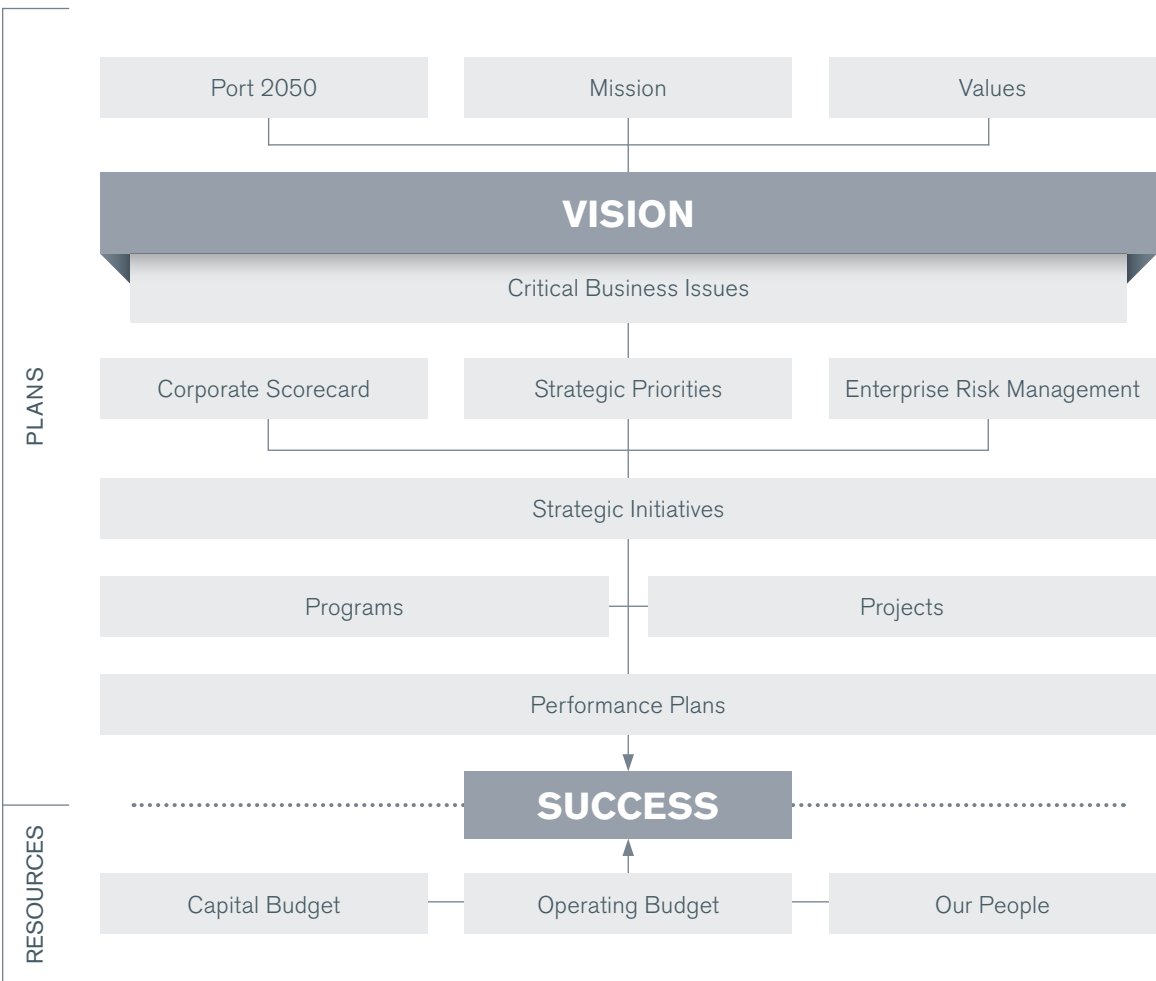 Port 2050
Mission
Values
VISION
Critical Business Issues
PLANS
Corporate Scorecard
Strategic Priorities
Enterprise Risk Management
Strategic Initiatives
Programs
Projects
Performance Plans
SUCCESS
RESOURCES
Capital Budget
Operating Budget
Our People